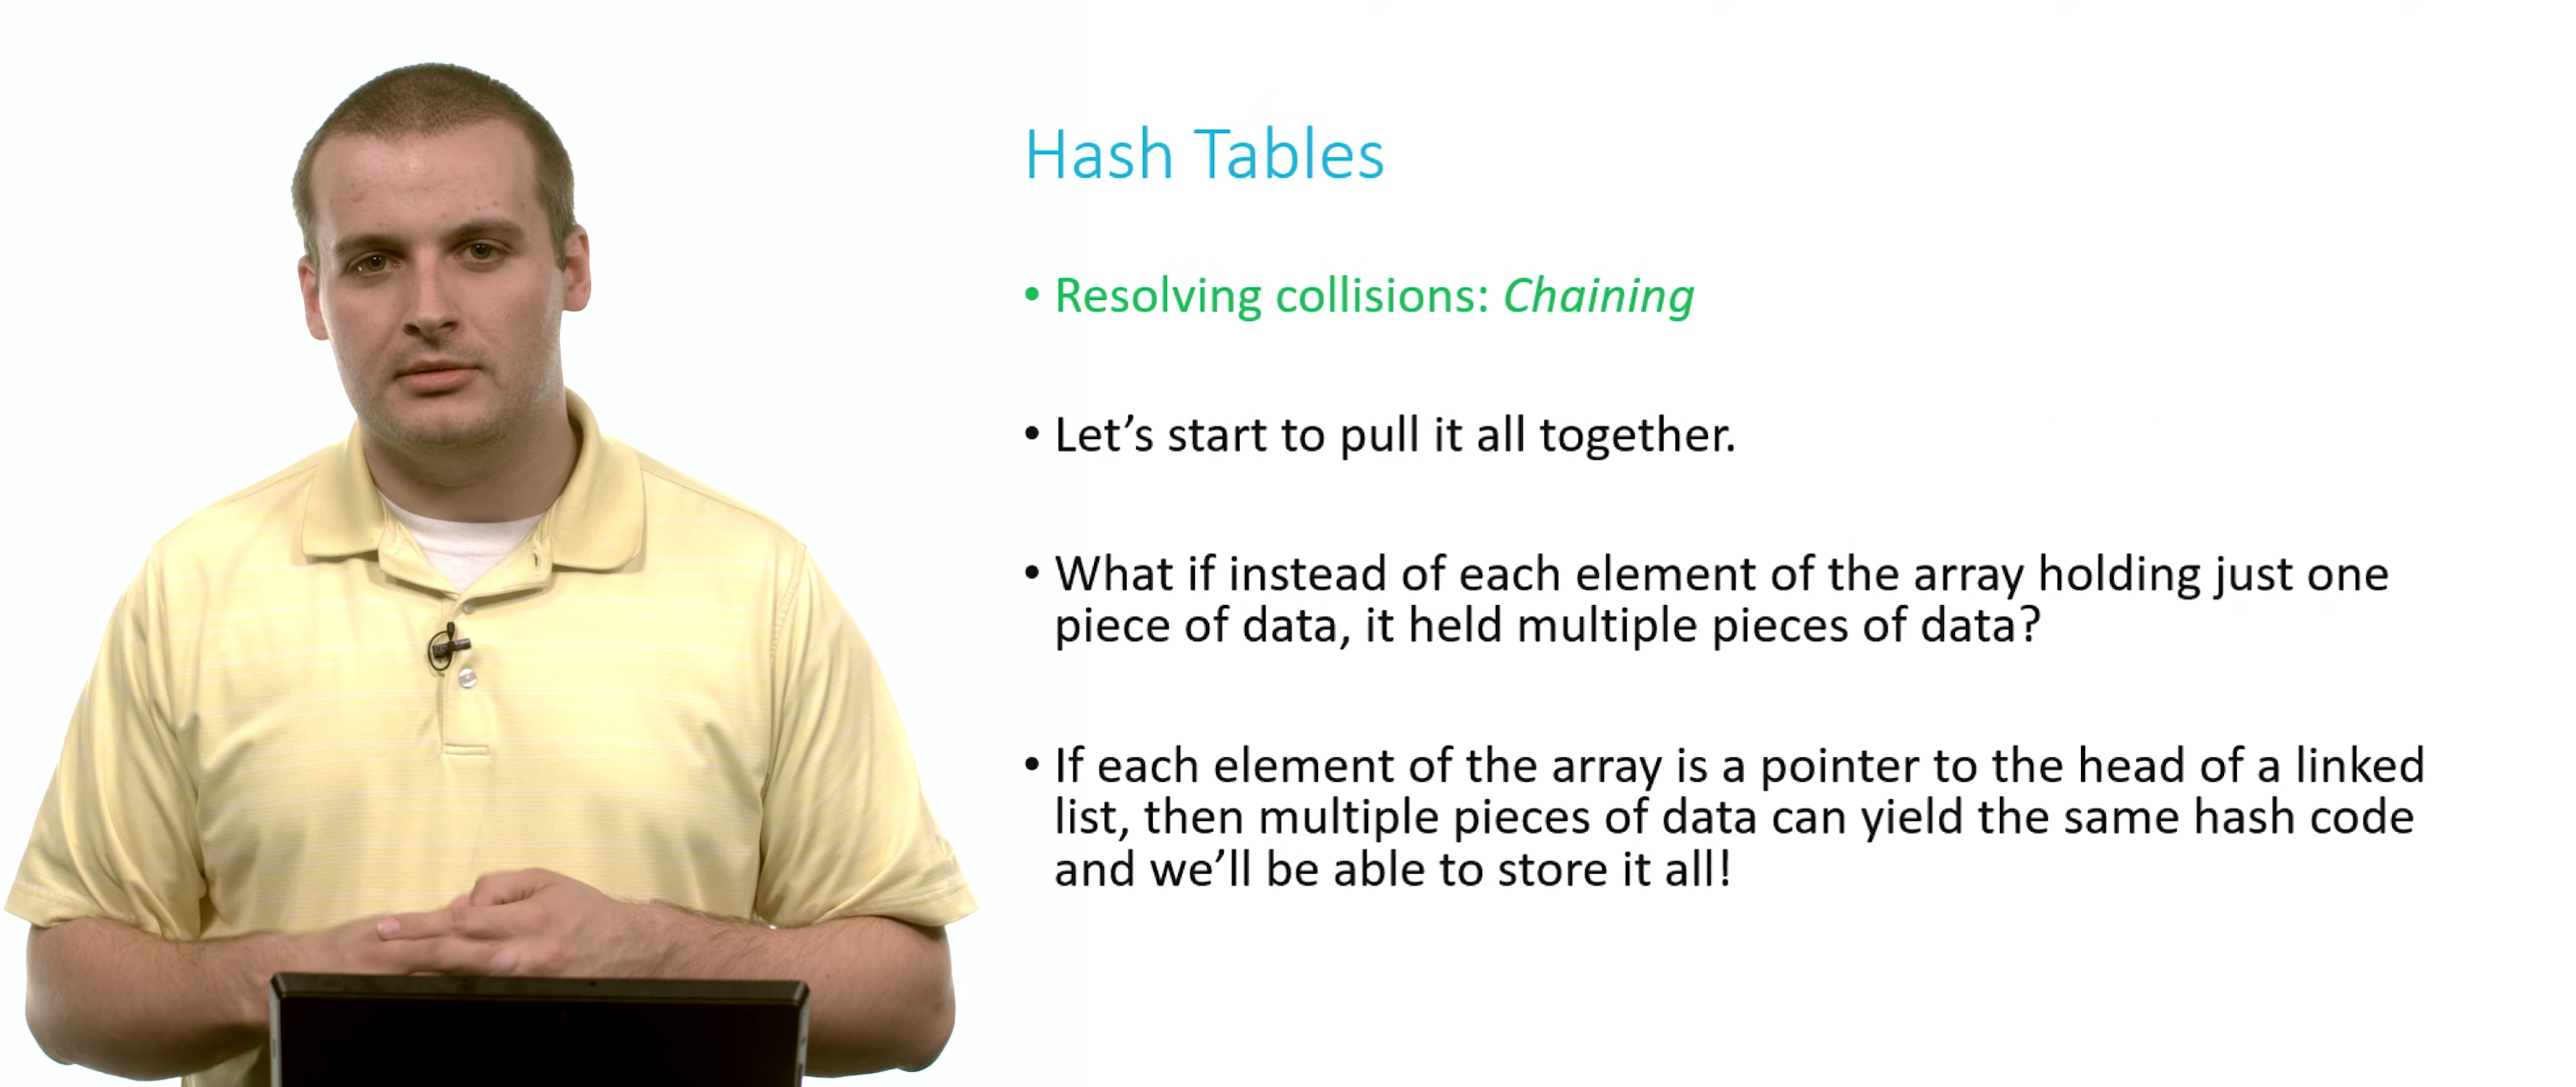 Hash Tables
• Resolving collisions: Chaining
• Let’s start to pull it all together.
• What if instead of each element of the array holding just one
piece of data, it held multiple pieces of data?
• If each element of the array is a pointer to the head of a linked
list, then multiple pieces of data can yield the same hash code
and we’ll be able to store it all!